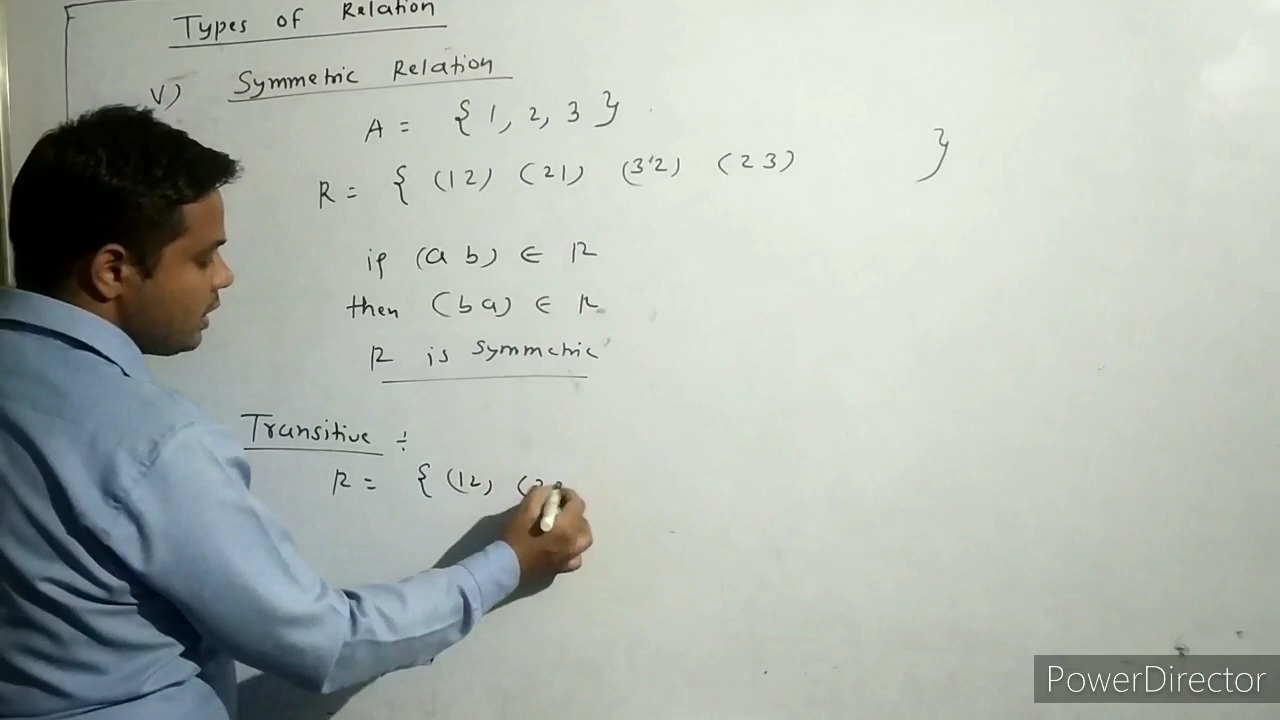 Types of Relation
V) Symmetric Relation
A = { 1, 2, 3 }
R = { (1 2) (2 1) (3 2) (2 3) }
if (a b) ∈ R
then (b a) ∈ R
R is symmetric
Transitive ÷
R = { (1 2) (2
PowerDirector